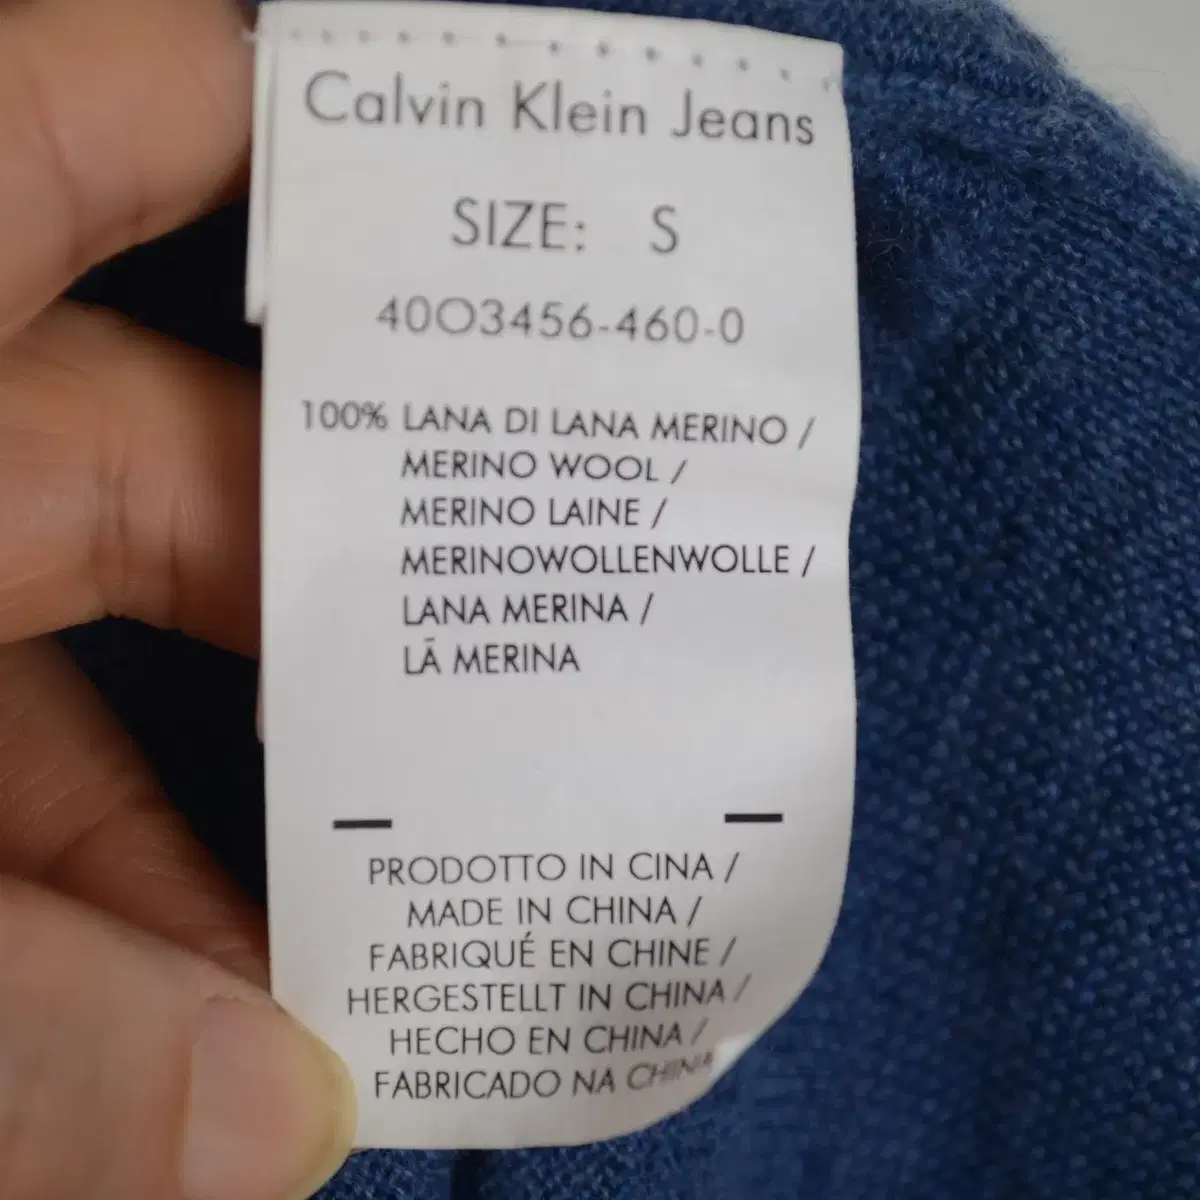 Calvin Klein Jeans
SIZE: S
40O3456-460-0
100% LANA DI LANA MERINO /
MERINO WOOL /
MERINO LAINE /
MERINOWOLLENWOLLE /
LANA MERINA /
LÃ MERINA
PRODOTTO IN CINA /
MADE IN CHINA /
FABRIQUÉ EN CHINE /
HERGESTELLT IN CHINA /
HECHO EN CHINA /
FABRICADO NA CHINA